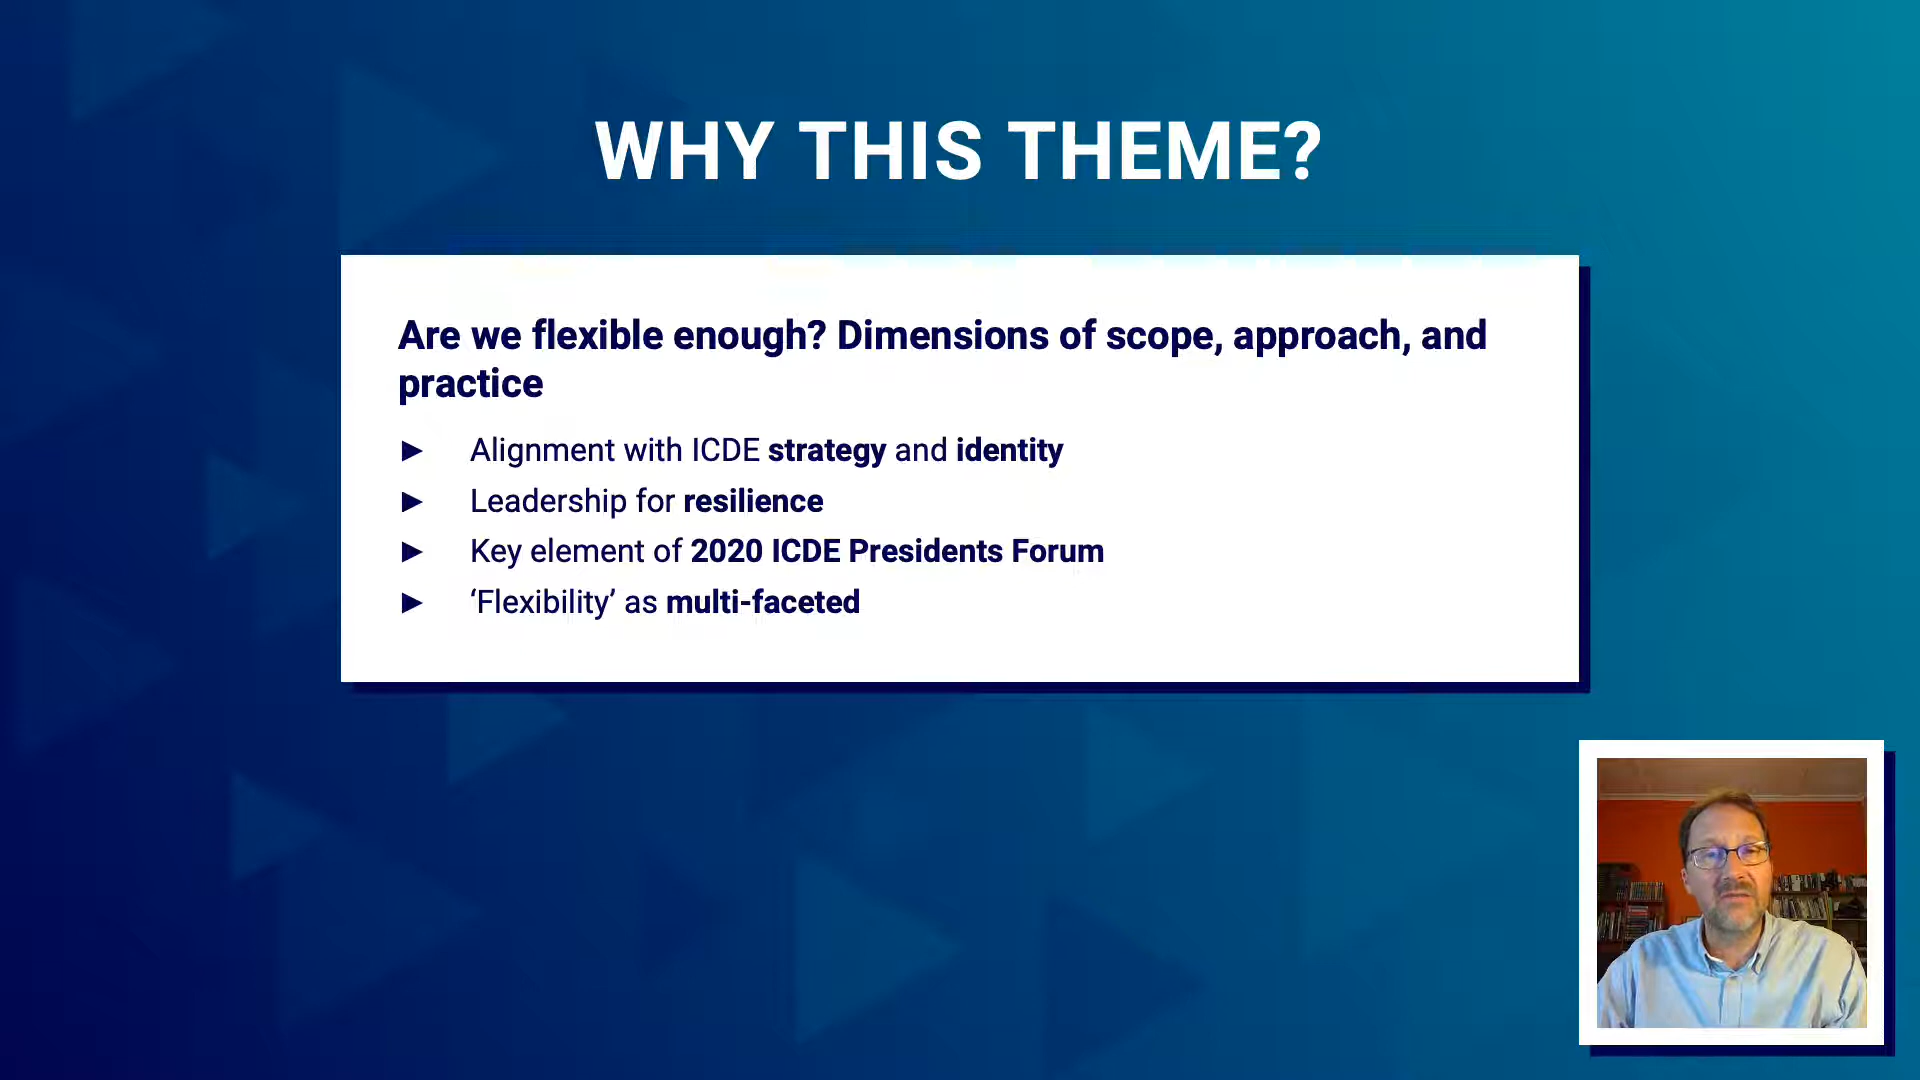 WHY THIS THEME?
Are we flexible enough? Dimensions of scope, approach, and
practice
► Alignment with ICDE strategy and identity
► Leadership for resilience
► Key element of 2020 ICDE Presidents Forum
► ‘Flexibility’ as multi-faceted